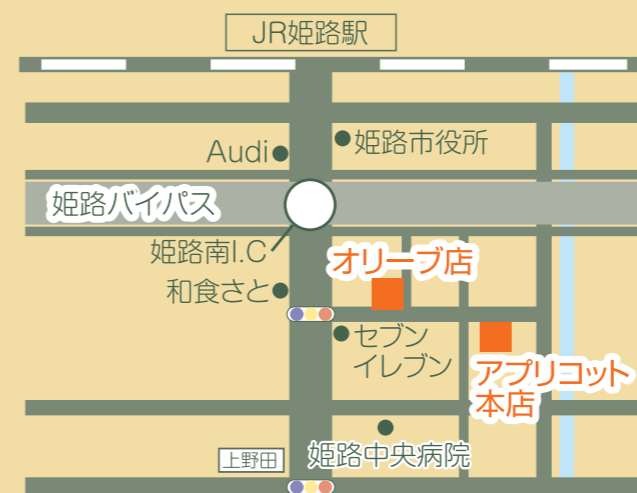 JR姫路駅
Audi
姫路市役所
姫路バイパス
姫路南I.C
オリーブ店
和食さと
セブン
イレブン
アプリコット
本店
姫路中央病院
上野田